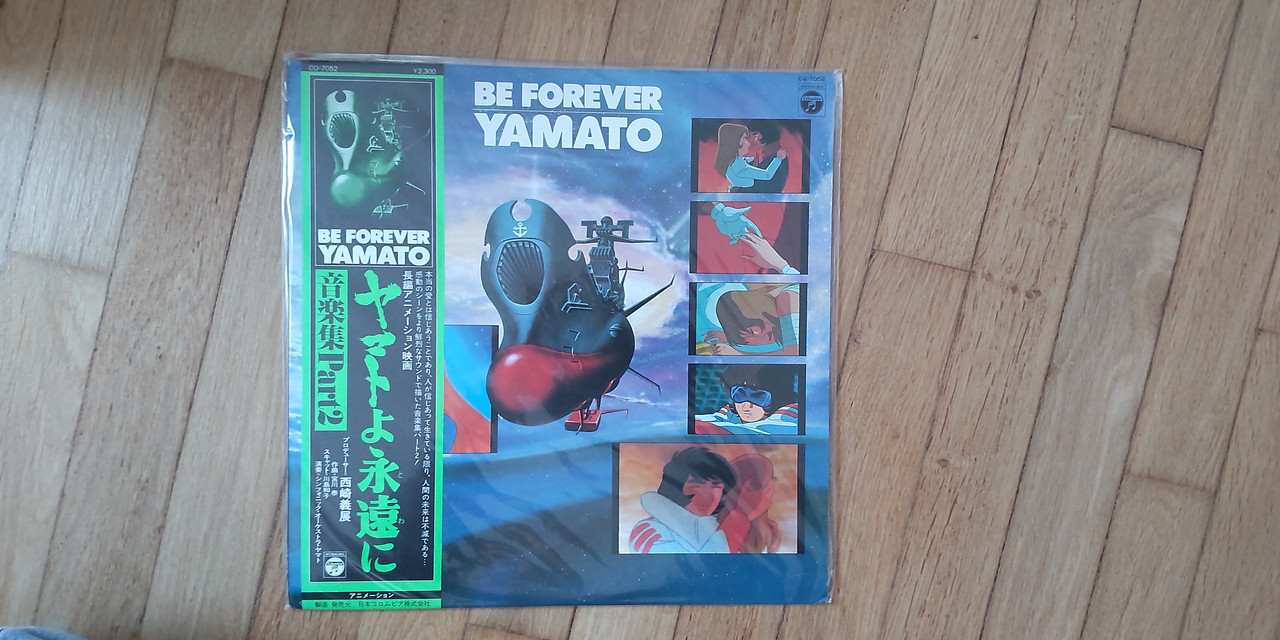 CQ-7052
¥2,300
BE FOREVER
YAMATO
本当の愛とは信じあうことであり、人が信じあって生きている限り、人間の未来は不滅である…
感動のシーンをより鮮烈なサウンドで描いた音楽集パート2!
長編アニメーション映画
ヤマトよ永遠に
とわ
音楽集Part2
プロデューサー 西崎義展
作曲・宮川 泰
スキャット・川島和子
演奏・シンフォニック・オーケストラ・ヤマト
アニメーション
製造 発売元 日本コロムビア株式会社
BE FOREVER
YAMATO
CQ-7052
Columbia